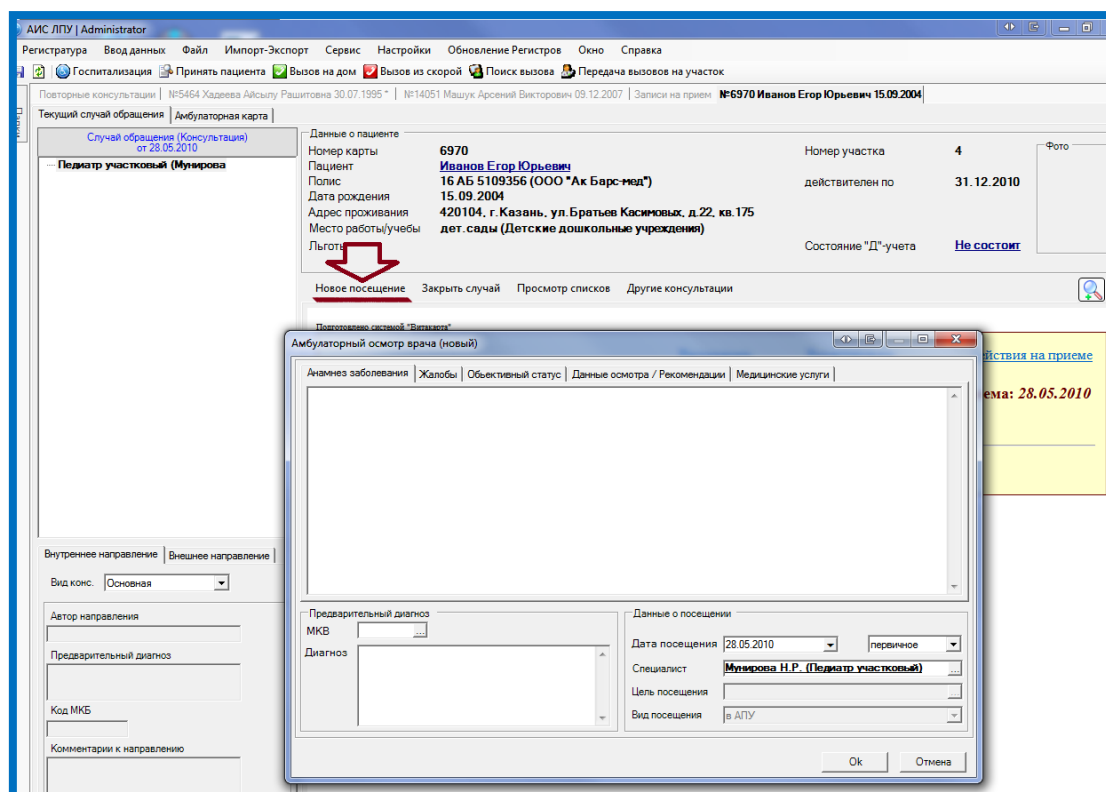 АИС ЛПУ | Administrator
Регистратура Ввод данных Файл Импорт-Экспорт Сервис Настройки Обновление Регистров Окно Справка
Госпитализация Принять пациента Вызов на дом Вызов из скорой Поиск вызова Передача вызовов на участок
Повторные консультации | №5464 Хадеева Айсылу Рашитовна 30.07.1995 * | №14051 Машук Арсений Викторович 09.12.2007 | Записи на прием №6970 Иванов Егор Юрьевич 15.09.2004
Текущий случай обращения | Амбулаторная карта
Случай обращения (Консультация)
от 28.05.2010
Педиатр участковый (Мунирова
Данные о пациенте
Номер карты 6970 Номер участка 4 Фото
Пациент Иванов Егор Юрьевич
Полис 16 АБ 5109356 (ООО "Ак Барс-мед") действителен по 31.12.2010
Дата рождения 15.09.2004
Адрес проживания 420104, г.Казань, ул.Братьев Касимовых, д.22, кв.175
Место работы/учебы дет.сады (Детские дошкольные учреждения)
Льготы Состояние "Д"-учета Не состоит
Новое посещение Закрыть случай Просмотр списков Другие консультации
Подготовлено системой "Витакарта"
Амбулаторный осмотр врача (новый)
ействия на приеме
Анамнез заболевания | Жалобы | Объективный статус | Данные осмотра / Рекомендации | Медицинские услуги
ема: 28.05.2010
Внутреннее направление | Внешнее направление
Вид конс. Основная
Автор направления
Предварительный диагноз
Код МКБ
Комментарии к направлению
Предварительный диагноз
МКВ ...
Диагноз
Данные о посещении
Дата посещения 28.05.2010 первичное
Специалист Мунирова Н.Р. (Педиатр участковый) ...
Цель посещения ...
Вид посещения в АПУ
Ok Отмена